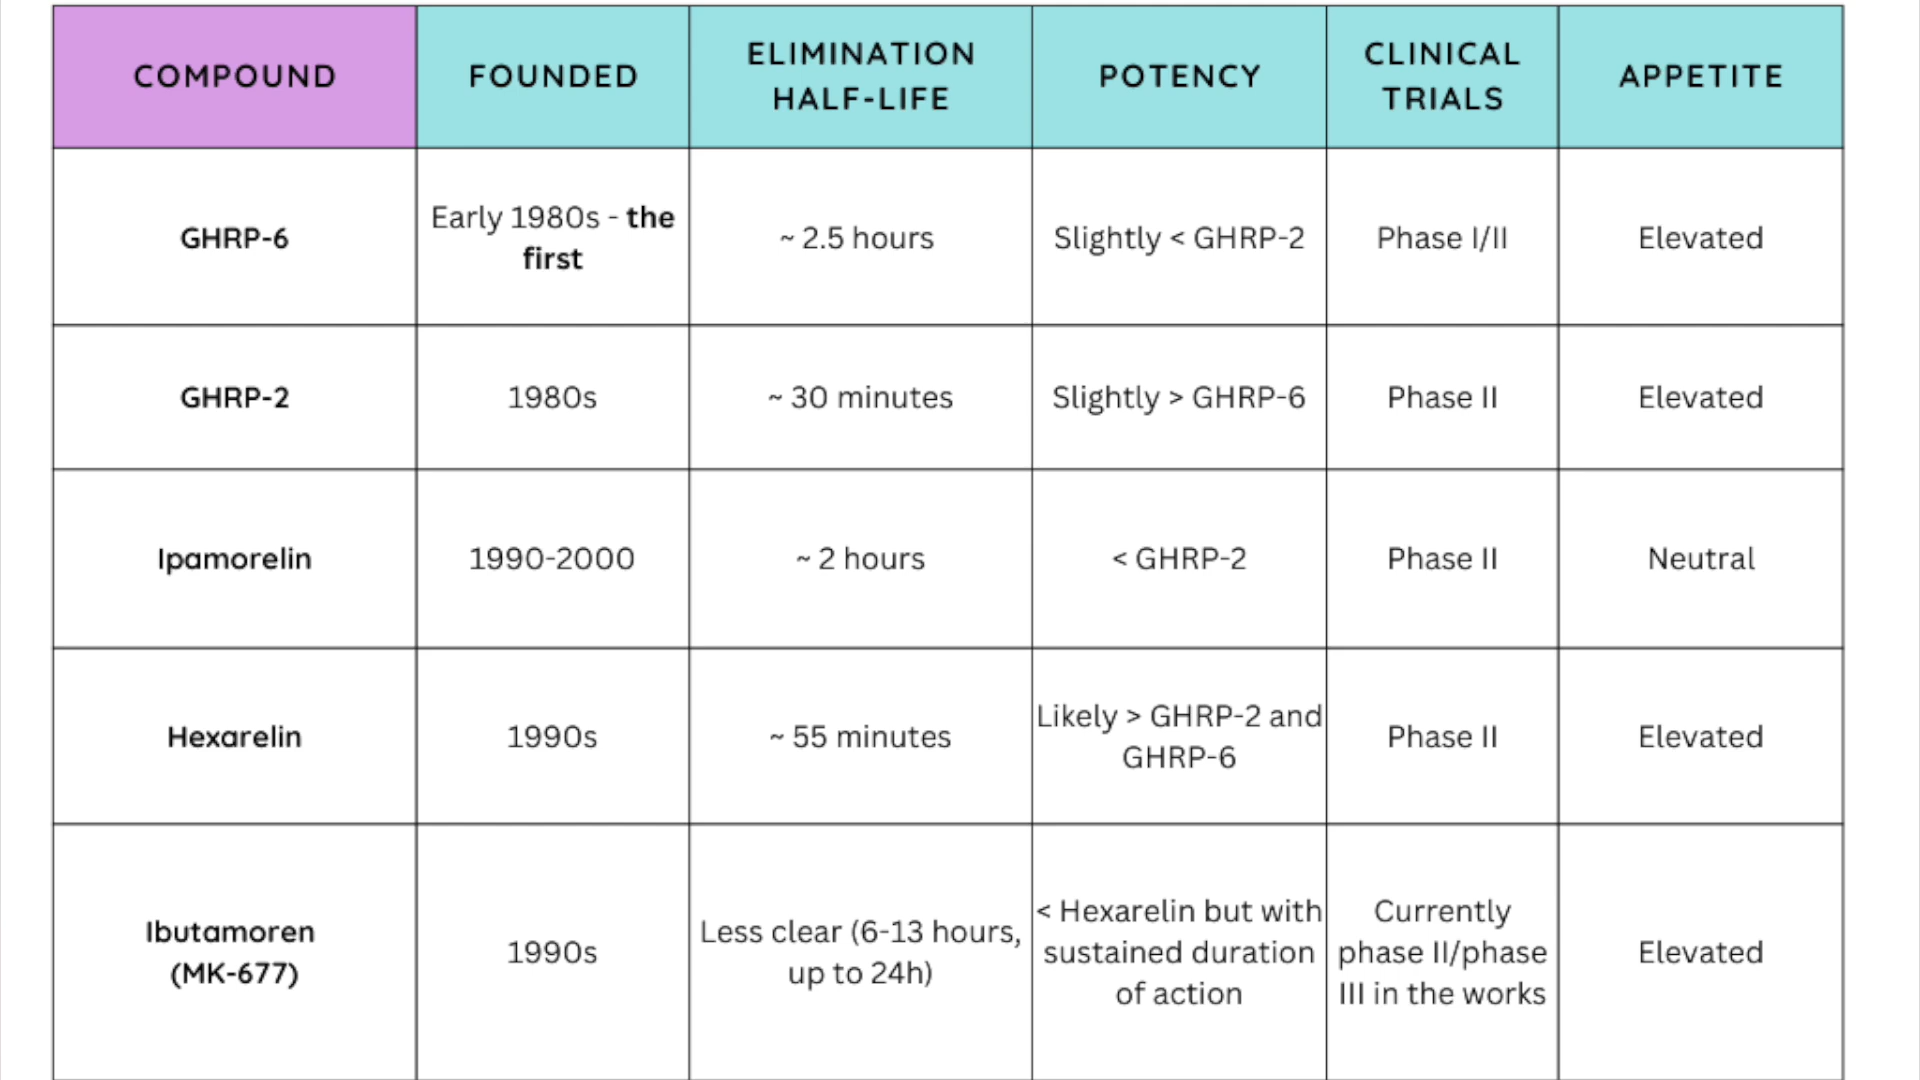 COMPOUND
FOUNDED
ELIMINATION
HALF-LIFE
POTENCY
CLINICAL
TRIALS
APPETITE
GHRP-6
Early 1980s - the
first
~ 2.5 hours
Slightly < GHRP-2
Phase I/II
Elevated
GHRP-2
1980s
~ 30 minutes
Slightly > GHRP-6
Phase II
Elevated
Ipamorelin
1990-2000
~ 2 hours
< GHRP-2
Phase II
Neutral
Hexarelin
1990s
~ 55 minutes
Likely > GHRP-2 and
GHRP-6
Phase II
Elevated
Ibutamoren
(MK-677)
1990s
Less clear (6-13 hours,
up to 24h)
< Hexarelin but with
sustained duration
of action
Currently
phase II/phase
III in the works
Elevated